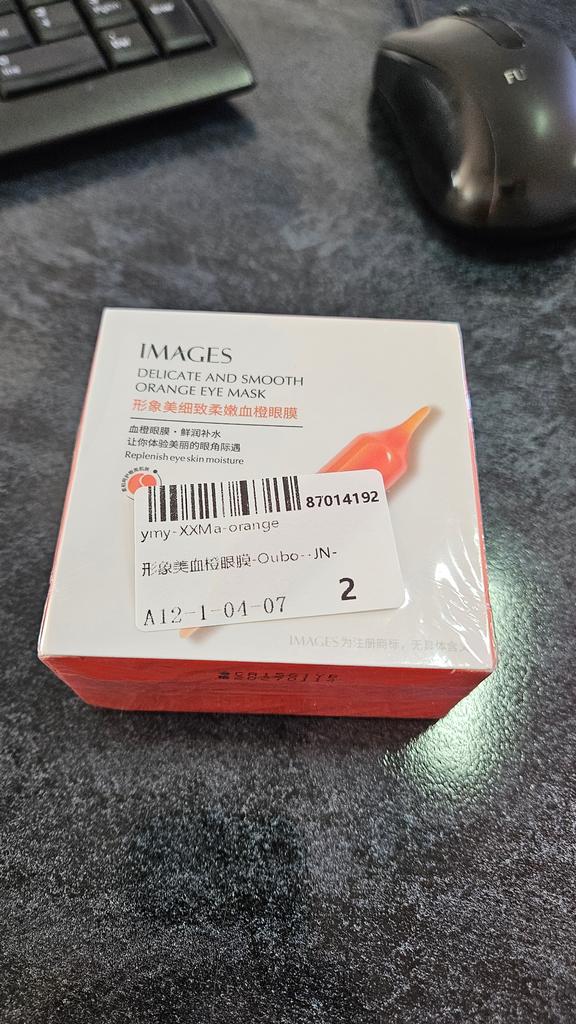 FU
IMAGES
DELICATE AND SMOOTH
ORANGE EYE MASK
形象美细致柔嫩血橙眼膜
血橙眼膜·鲜润补水
让你体验美丽的眼角际遇
Replenish eye skin moisture
87014192
ymy-XXMa-orange
形象美血橙眼膜-Oubo--JN-
2
A12-1-04-07
IMAGES为注册商标，无具体含